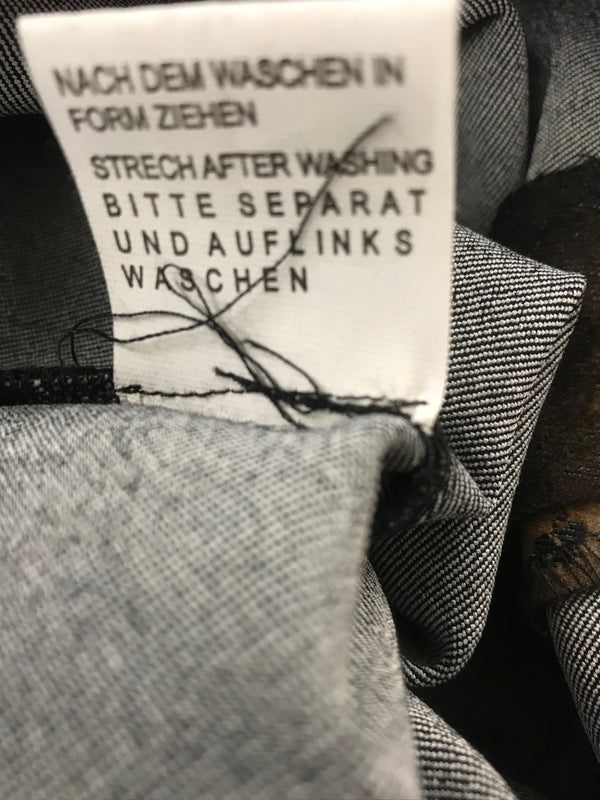 NACH DEM WASCHEN IN
FORM ZIEHEN
STRECH AFTER WASHING
BITTE SEPARAT
UND AUFLINKS
WASCHEN